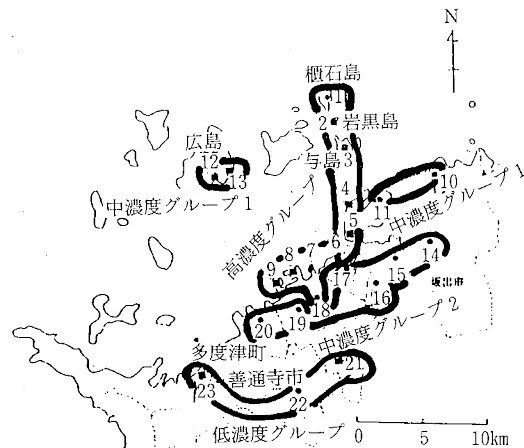 N
櫃石島
1
2
岩黒島
与島
3
広島
12
13
中濃度グループ1
4
10
11
5
中濃度グループ1
高濃度グループ
6
7
8
9
14
15
坂出市
16
17
18
19
20
中濃度グループ2
多度津町
21
善通寺市
23
22
低濃度グループ
0
5
10km